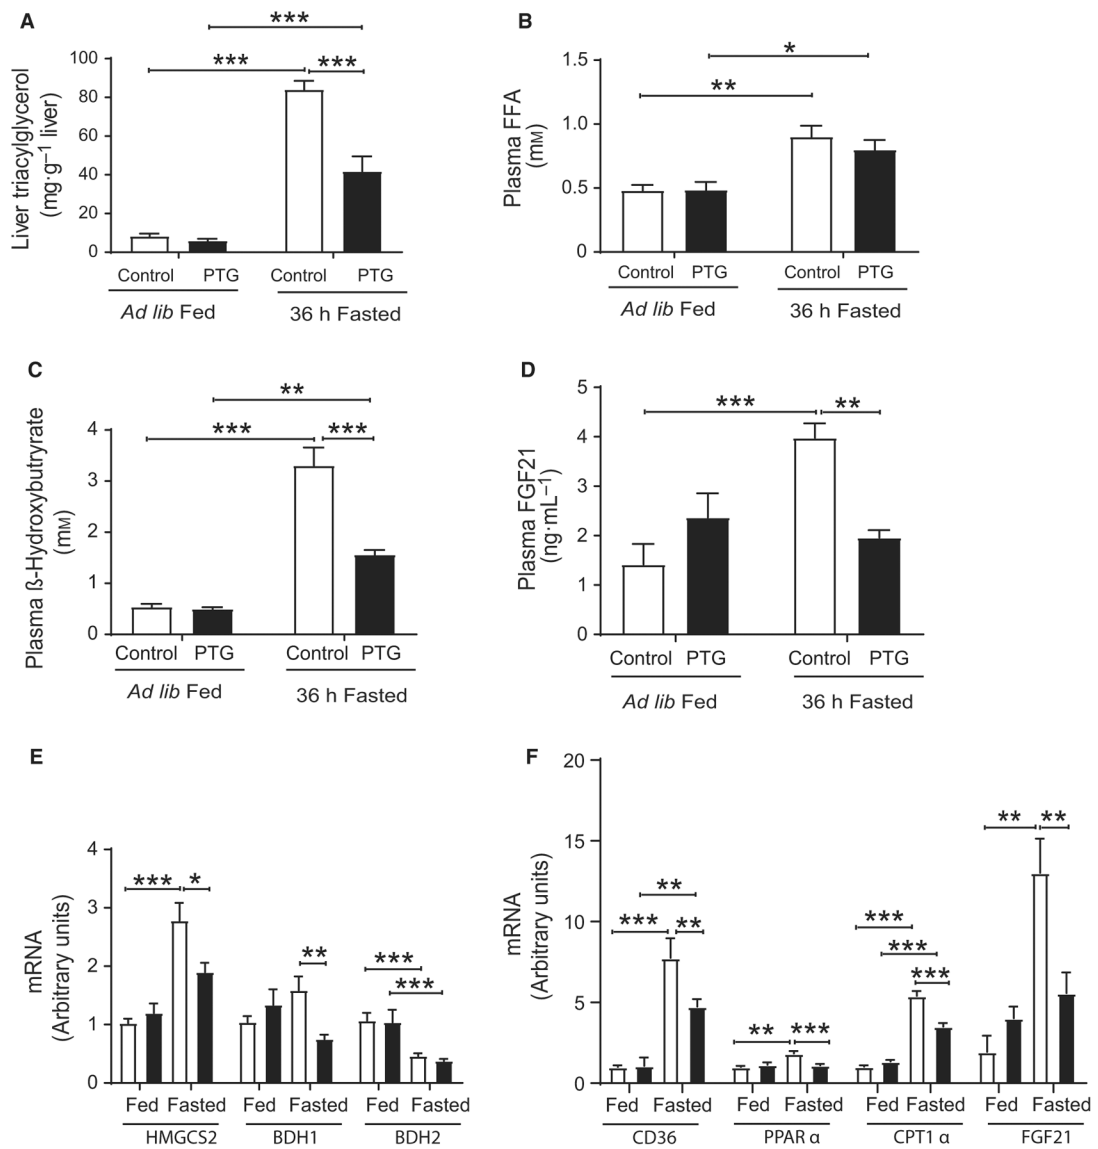 A
***
***
***
Liver triacylglycerol
(mg·g−1 liver)
100
80
60
40
20
0
Control PTG Control PTG
Ad lib Fed 36 h Fasted
B
*
**
Plasma FFA
(mM)
1.5
1.0
0.5
0
Control PTG Control PTG
Ad lib Fed 36 h Fasted
C
**
***
***
Plasma ß-Hydroxybutryrate
(mM)
4
3
2
1
0
Control PTG Control PTG
Ad lib Fed 36 h Fasted
D
***
**
Plasma FGF21
(ng·mL−1)
5
4
3
2
1
0
Control PTG Control PTG
Ad lib Fed 36 h Fasted
E
*** *
**
***
***
mRNA
(Arbitrary units)
4
3
2
1
0
Fed Fasted Fed Fasted Fed Fasted
HMGCS2 BDH1 BDH2
F
**
***
**
** ***
***
***
***
** **
mRNA
(Arbitrary units)
20
15
10
5
0
Fed Fasted Fed Fasted Fed Fasted Fed Fasted
CD36 PPAR α CPT1 α FGF21